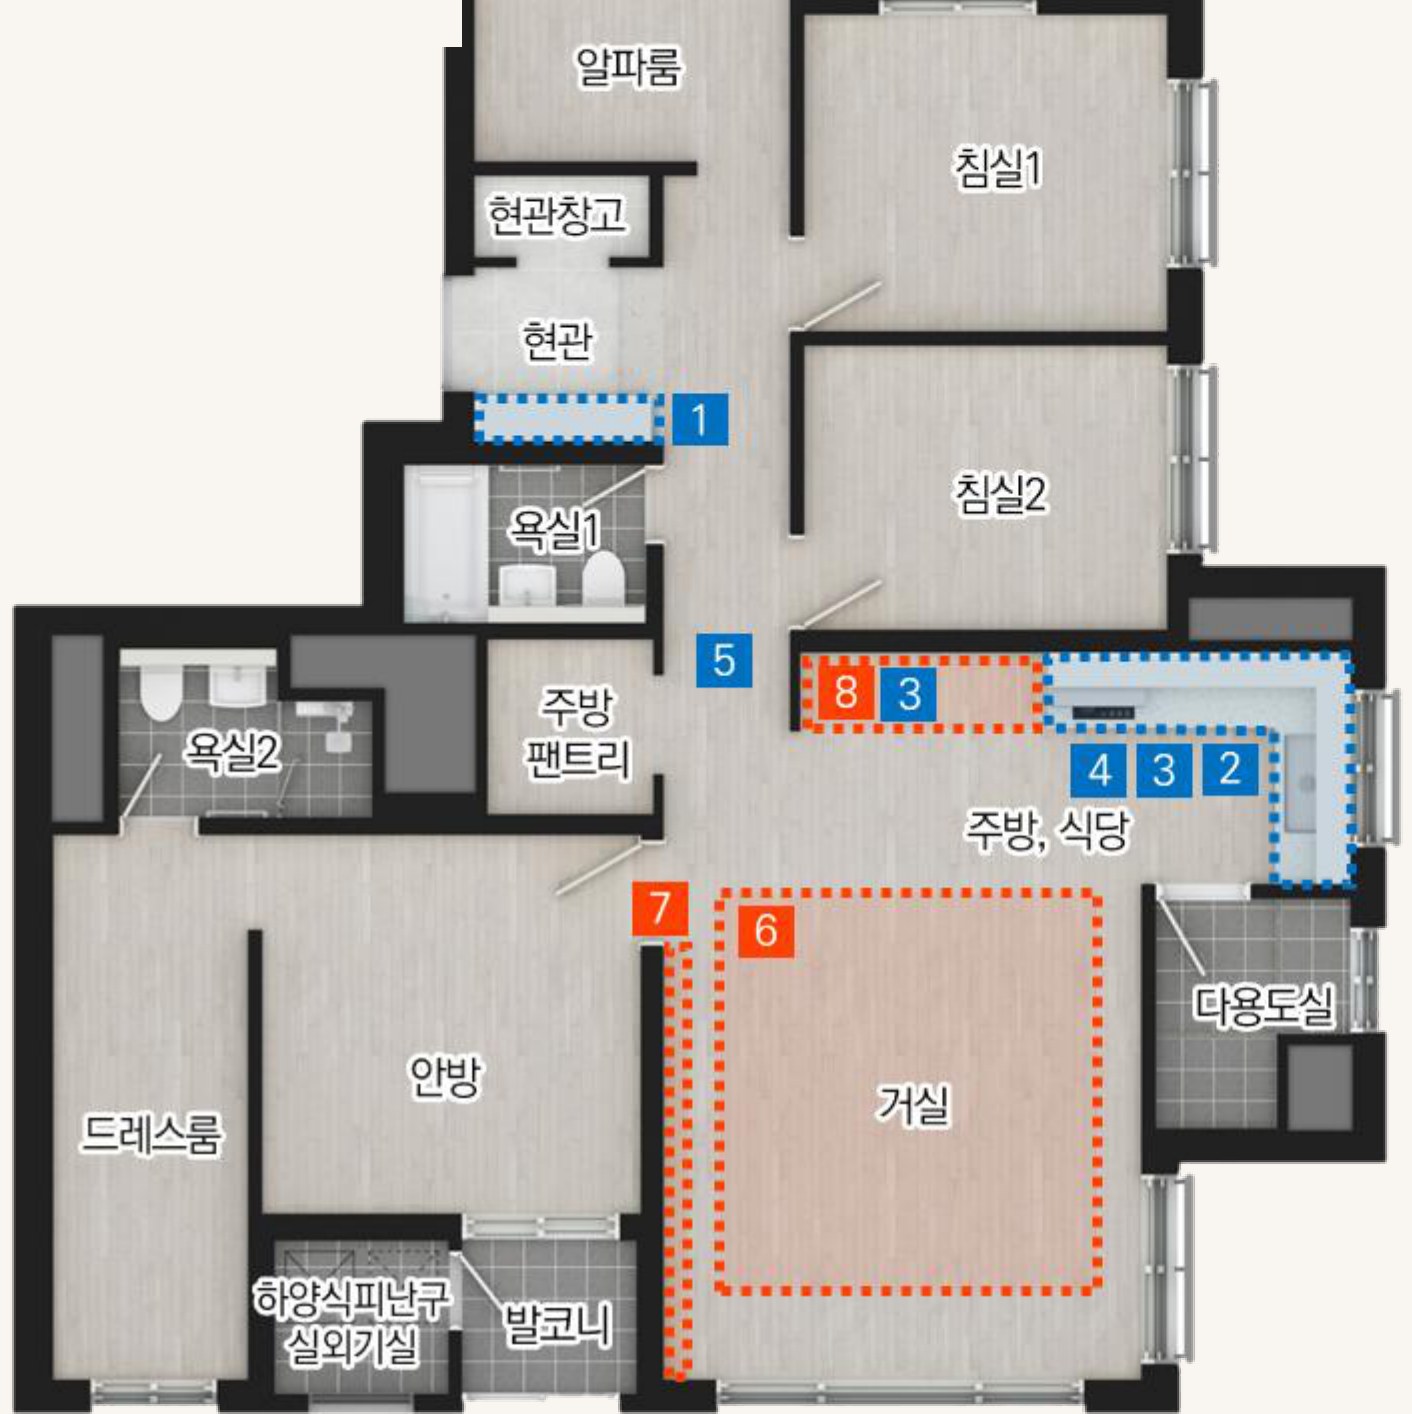 알파룸
침실1
현관창고
현관
1
침실2
욕실1
5
8 3
주방
팬트리
욕실2
4 3 2
주방, 식당
7
6
다용도실
안방
거실
드레스룸
하양식피난구
실외기실
발코니